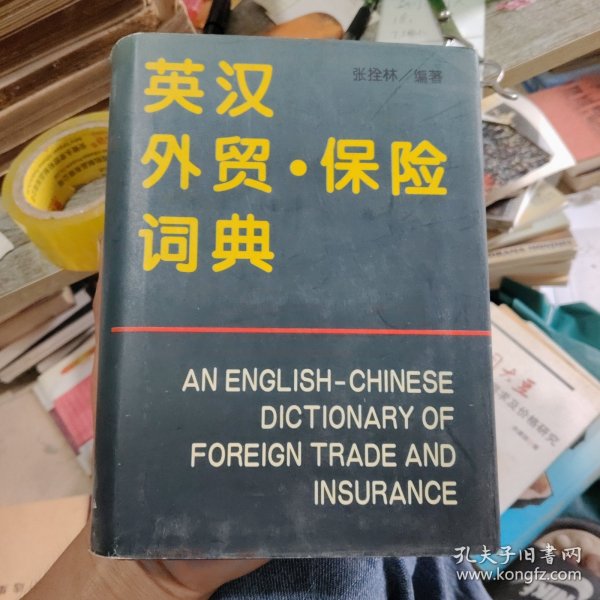 张拴林/编著
英汉
外贸·保险
词典
AN ENGLISH-CHINESE
DICTIONARY OF
FOREIGN TRADE AND
INSURANCE
孔夫子旧书网
www.kongfz.com